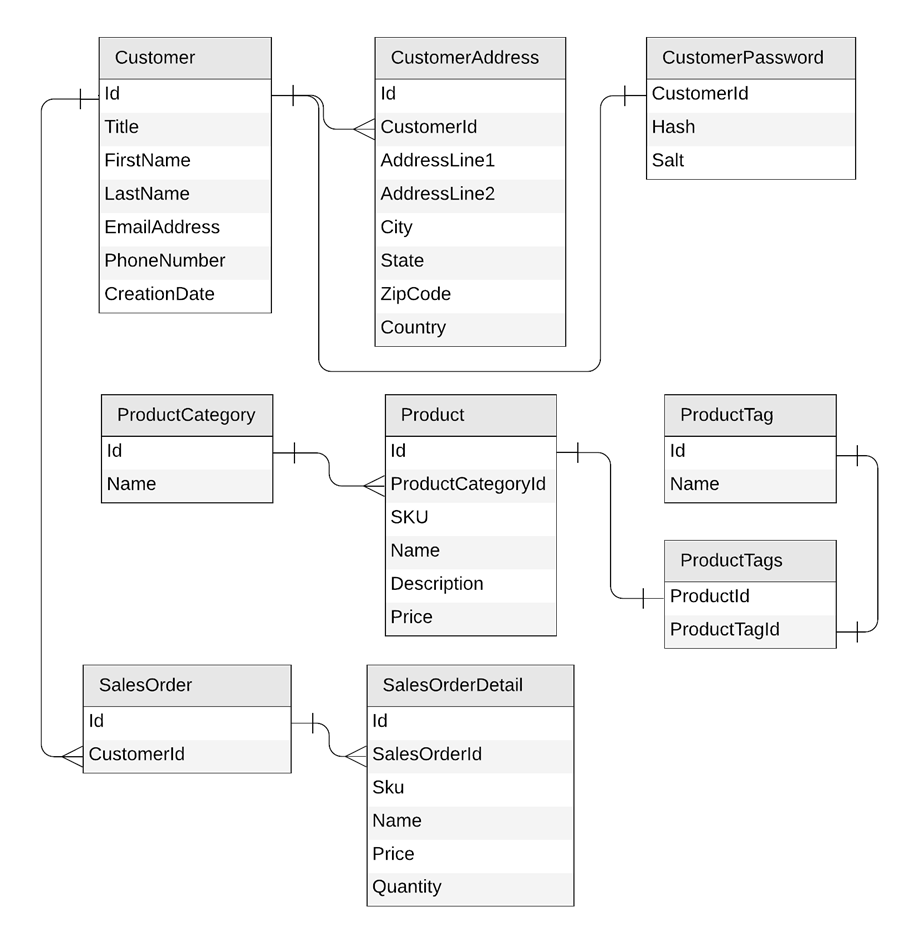 Customer
Id
Title
FirstName
LastName
EmailAddress
PhoneNumber
CreationDate
CustomerAddress
Id
CustomerId
AddressLine1
AddressLine2
City
State
ZipCode
Country
CustomerPassword
CustomerId
Hash
Salt
ProductCategory
Id
Name
Product
Id
ProductCategoryId
SKU
Name
Description
Price
ProductTag
Id
Name
ProductTags
ProductId
ProductTagId
SalesOrder
Id
CustomerId
SalesOrderDetail
Id
SalesOrderId
Sku
Name
Price
Quantity